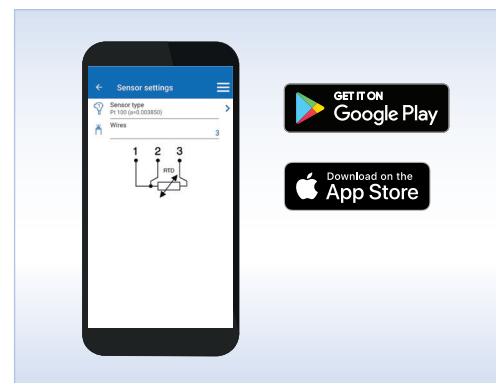 Sensor settings
Sensor type
Pt 100 (α=0.003850)
Wires
3
1 2 3
RTD
GET IT ON
Google Play
Download on the
App Store